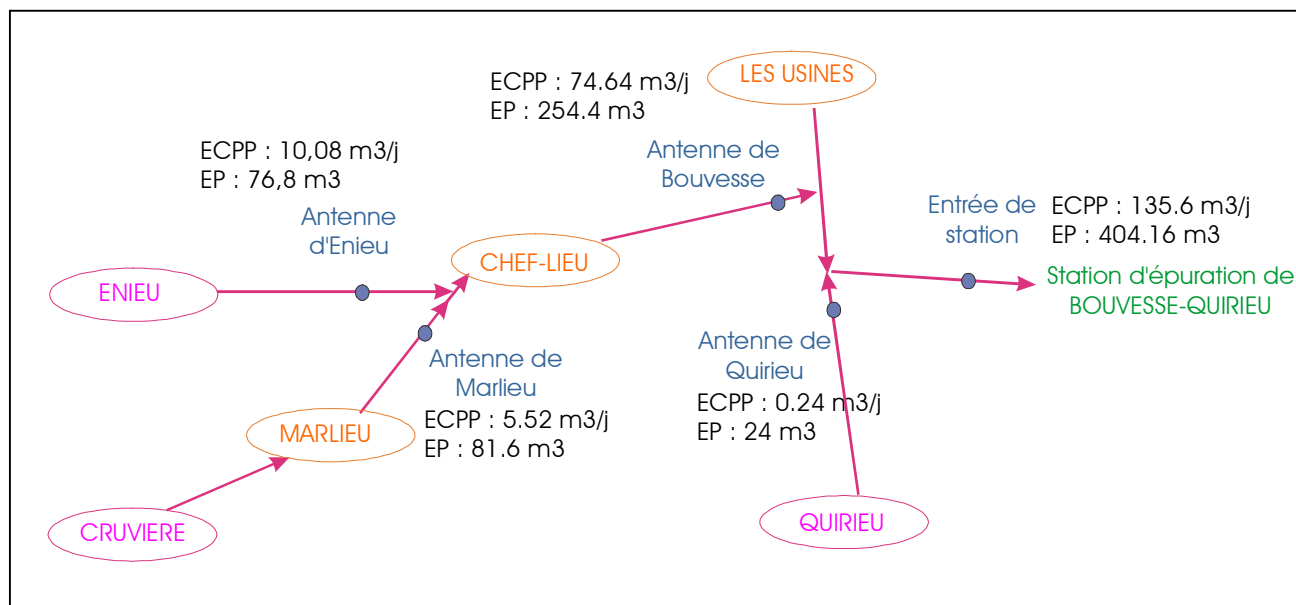 LES USINES
ECPP : 74.64 m3/j
EP : 254.4 m3
ECPP : 10,08 m3/j
EP : 76,8 m3
Antenne de
Bouvesse
Antenne
d'Enieu
Entrée de
station
ECPP : 135.6 m3/j
EP : 404.16 m3
CHEF-LIEU
ENIEU
Station d'épuration de
BOUVESSE-QUIRIEU
Antenne de
Marlieu
ECPP : 5.52 m3/j
EP : 81.6 m3
Antenne de
Quirieu
ECPP : 0.24 m3/j
EP : 24 m3
MARLIEU
CRUVIERE
QUIRIEU